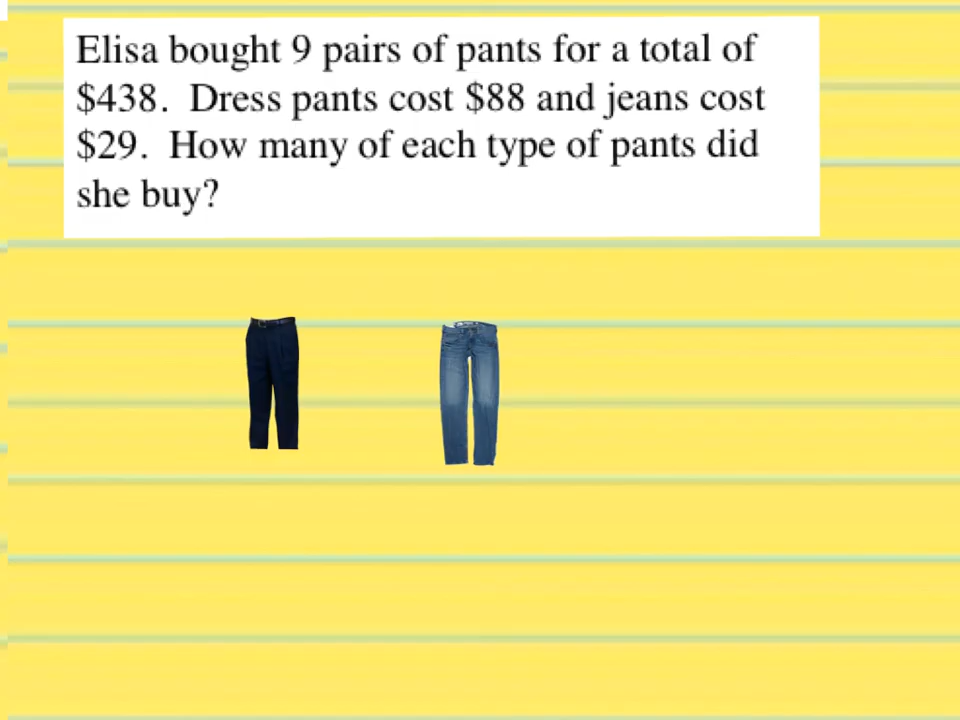 Elisa bought 9 pairs of pants for a total of
$438.  Dress pants cost $88 and jeans cost
$29.  How many of each type of pants did
she buy?